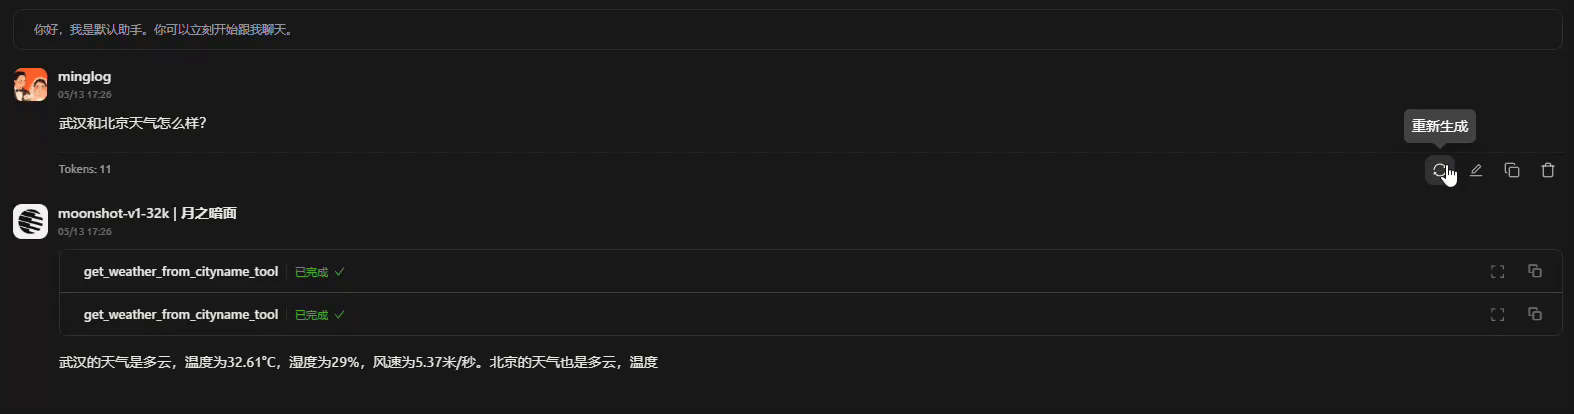 你好，我是默认助手。你可以立刻开始跟我聊天。
minglog
05/13 17:26
武汉和北京天气怎么样?
重新生成
Tokens: 11
moonshot-v1-32k | 月之暗面
05/13 17:26
get_weather_from_cityname_tool 已完成
get_weather_from_cityname_tool 已完成
武汉的天气是多云，温度为32.61°C，湿度为29%，风速为5.37米/秒。北京的天气也是多云，温度